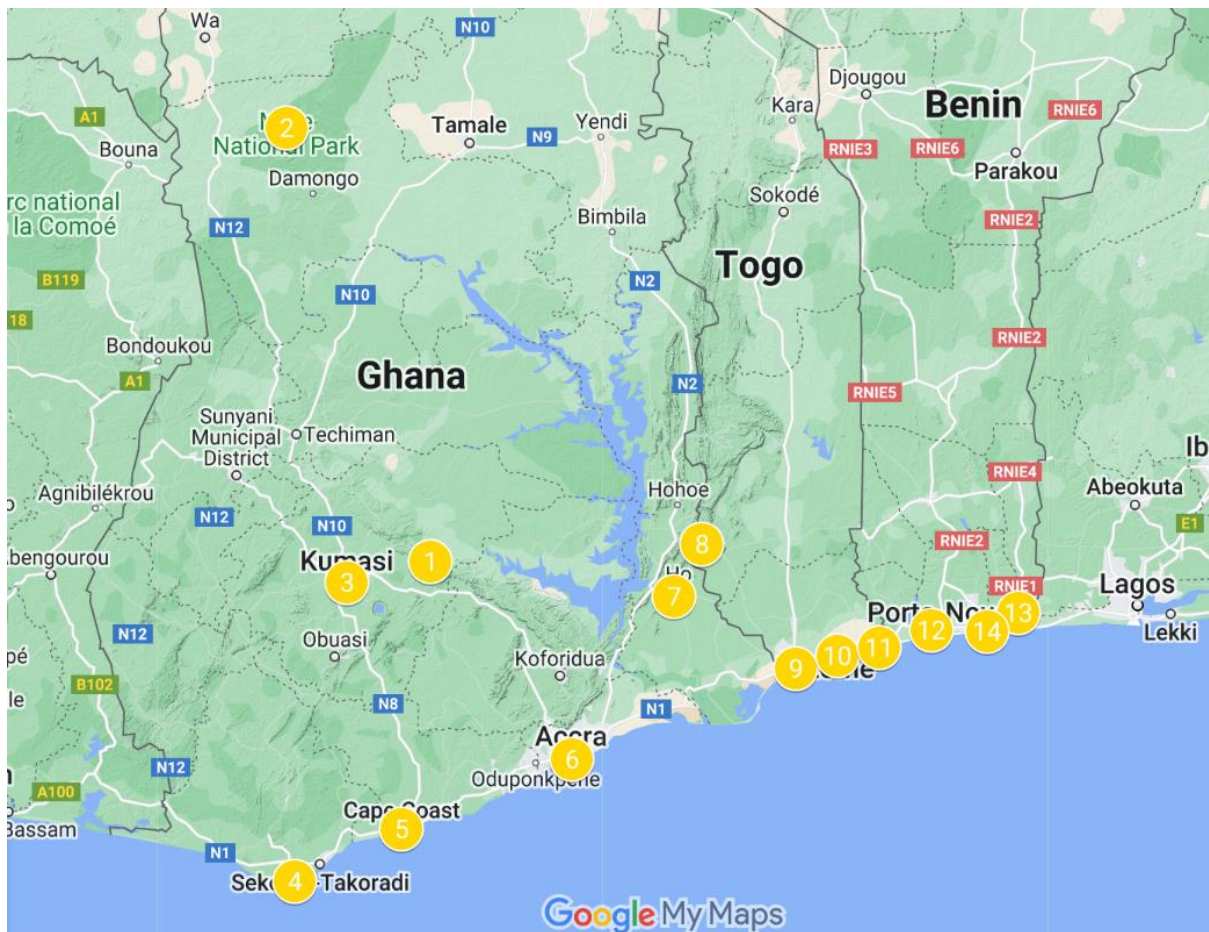 Wa
N10
Djougou
Benin
Kara
RNIE6
A1
2
National Park
Tamale
N9
Yendi
RNIE3
RNIE6
Bouna
Parakou
Damongo
Sokodé
rc national
la Comoé
Bimbila
RNIE2
N12
Togo
B119
N2
N10
18
RNIE2
Bondoukou
Ghana
A1
N2
RNIE5
Sunyani
Municipal
District
Techiman
RNIE4
Ib
Agnibilékrou
Hohoe
Abeokuta
N12
N10
E1
bengourou
RNIE2
8
Kumasi
1
3
Ho
7
RNIE1
Lagos
13
12
14
N12
Obuasi
11
Lekki
pé
Koforidua
10
9
B102
le
N8
N1
Accra
6
N12
Oduponkpehe
A100
Cape Coast
5
Bassam
N1
4
Takoradi
Google My Maps